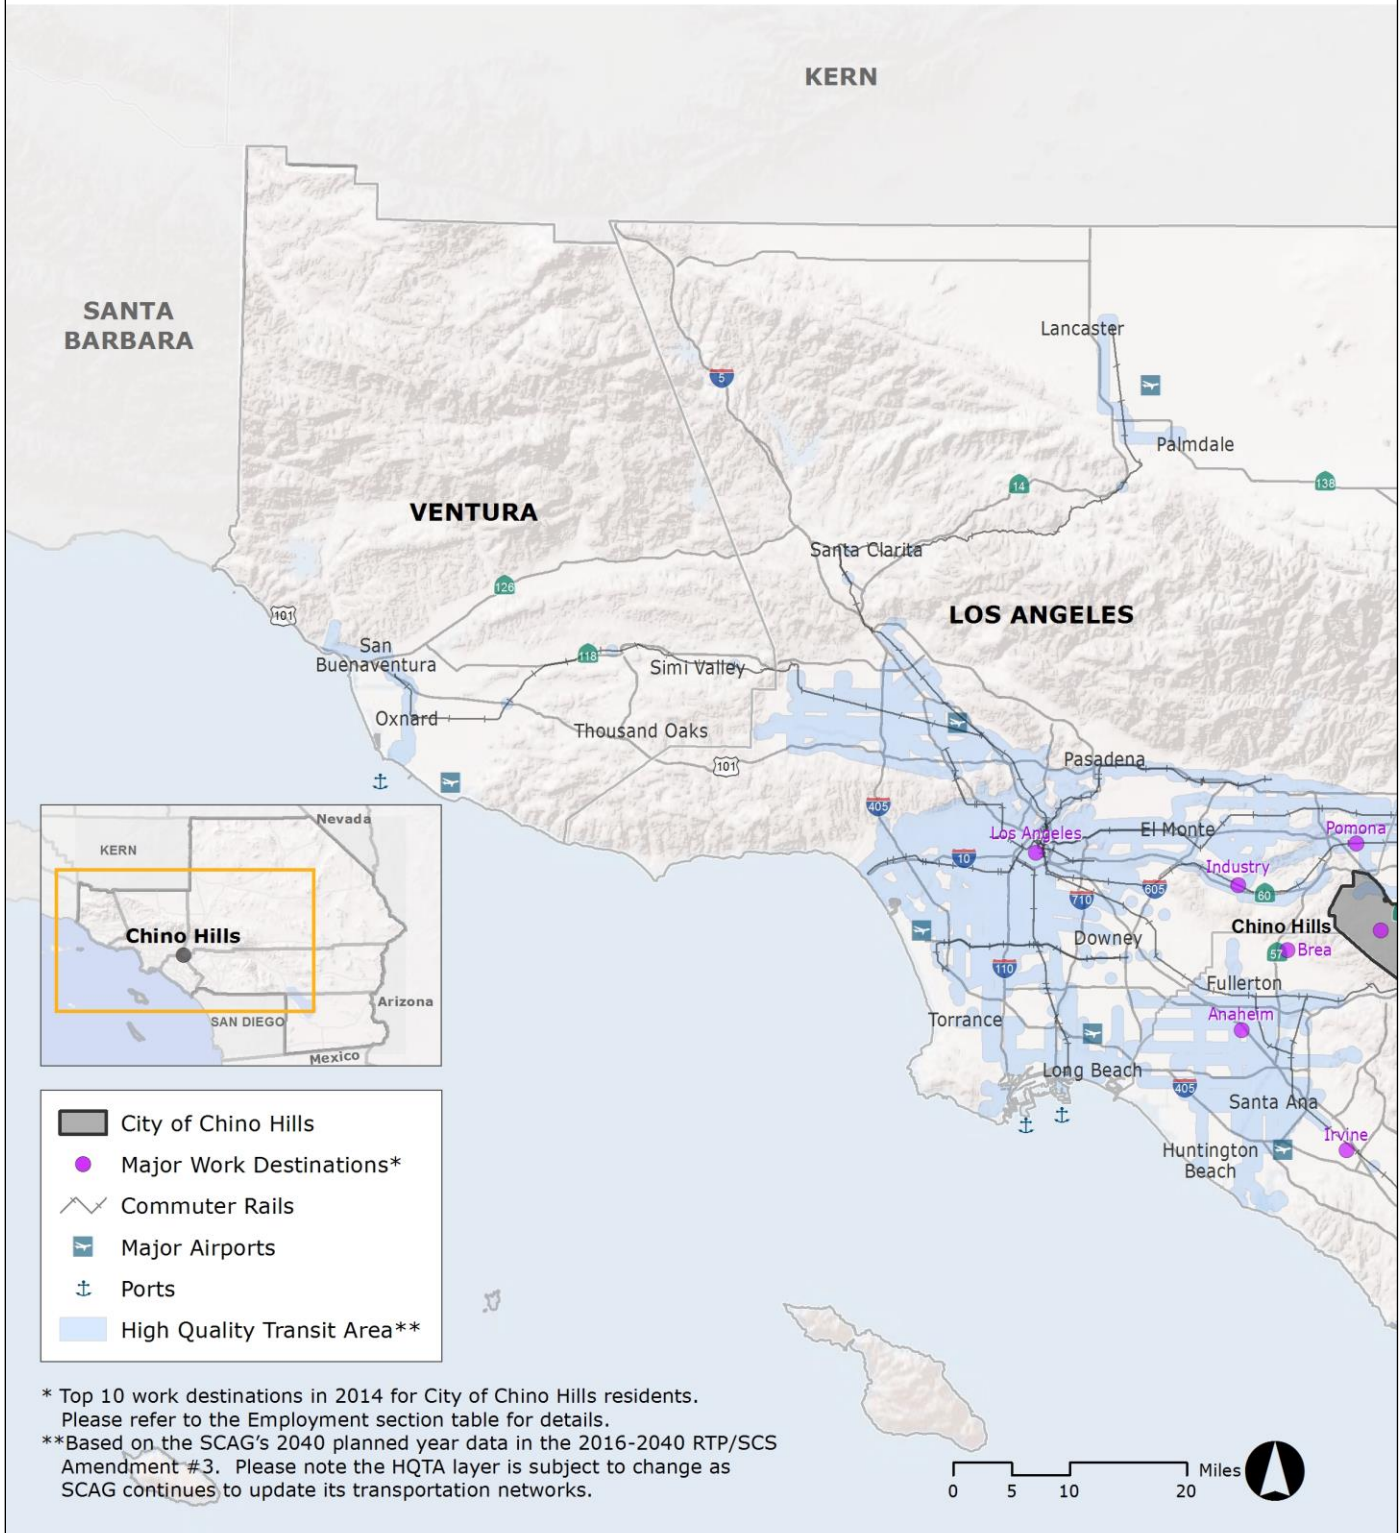 KERN
SANTA
BARBARA
Lancaster
5
Palmdale
14
138
VENTURA
Santa Clarita
126
LOS ANGELES
101
San
Buenaventura
118
Simi Valley
Oxnard
Thousand Oaks
101
Pasadena
405
Los Angeles
El Monte
Pomona
10
Industry
605
60
710
Chino Hills
Downey
57
Brea
110
Fullerton
Anaheim
Torrance
Long Beach
405
Santa Ana
Irvine
Huntington
Beach
Nevada
KERN
Chino Hills
Arizona
SAN DIEGO
Mexico
City of Chino Hills
Major Work Destinations*
Commuter Rails
Major Airports
Ports
High Quality Transit Area**
* Top 10 work destinations in 2014 for City of Chino Hills residents.
Please refer to the Employment section table for details.
**Based on the SCAG's 2040 planned year data in the 2016-2040 RTP/SCS
Amendment #3. Please note the HQTA layer is subject to change as
SCAG continues to update its transportation networks.
Miles
0 5 10 20